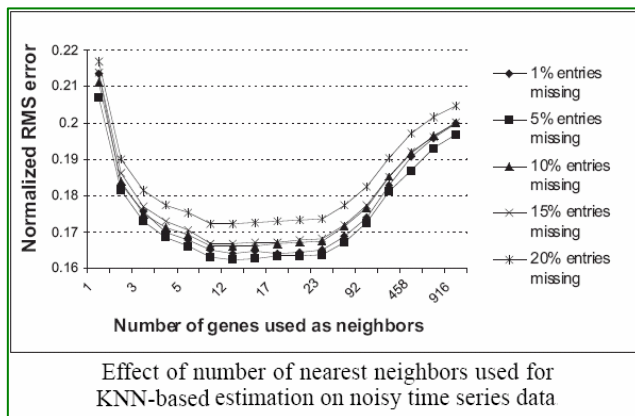 Normalized RMS error
0.22
0.21
0.2
0.19
0.18
0.17
0.16
1
3
5
12
17
23
92
458
916
Number of genes used as neighbors
1% entries
missing
5% entries
missing
10% entries
missing
15% entries
missing
20% entries
missing
Effect of number of nearest neighbors used for
KNN-based estimation on noisy time series data